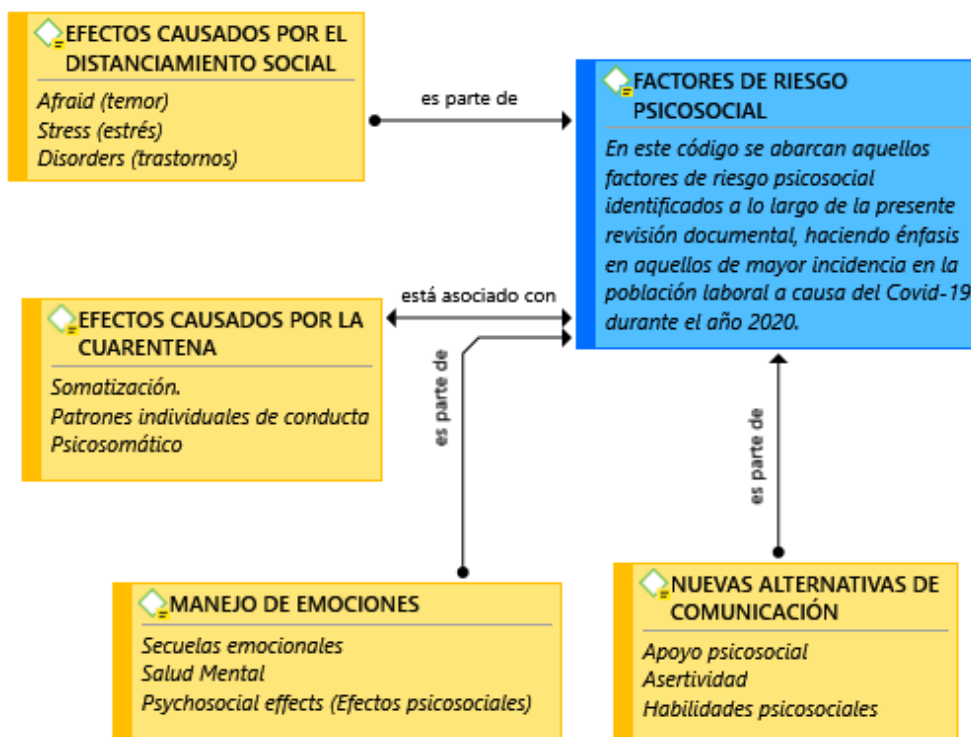 EFECTOS CAUSADOS POR EL
DISTANCIAMIENTO SOCIAL
Afraid (temor)
Stress (estrés)
Disorders (trastornos)
es parte de
FACTORES DE RIESGO
PSICOSOCIAL
En este código se abarcan aquellos
factores de riesgo psicosocial
identificados a lo largo de la presente
revisión documental, haciendo énfasis
en aquellos de mayor incidencia en la
población laboral a causa del Covid-19
durante el año 2020.
está asociado con
EFECTOS CAUSADOS POR LA
CUARENTENA
Somatización.
Patrones individuales de conducta
Psicosomático
es parte de
es parte de
MANEJO DE EMOCIONES
Secuelas emocionales
Salud Mental
Psychosocial effects (Efectos psicosociales)
NUEVAS ALTERNATIVAS DE
COMUNICACIÓN
Apoyo psicosocial
Asertividad
Habilidades psicosociales